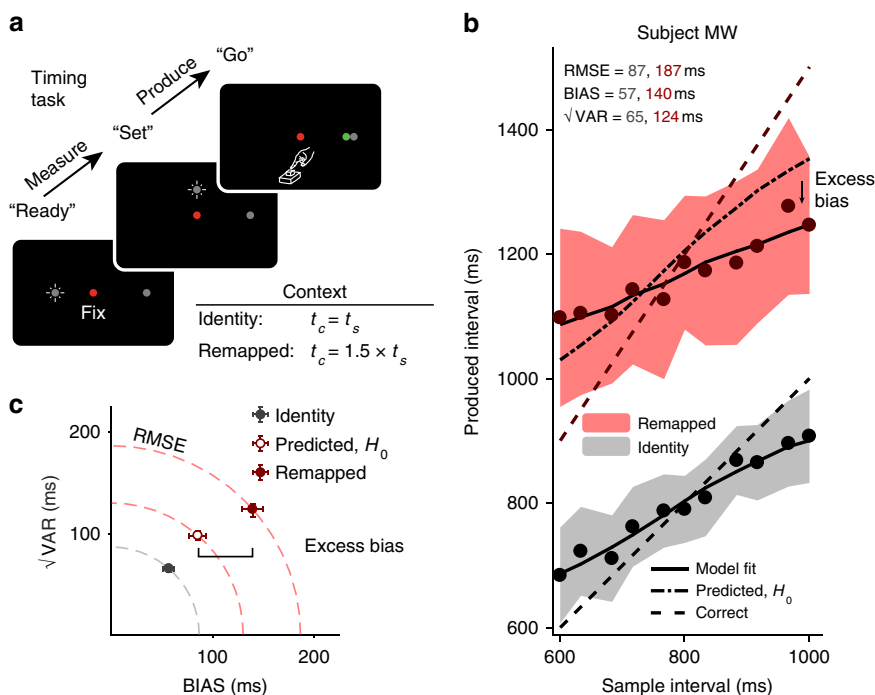 a
Timing
task
"Ready"
Measure
"Set"
Produce
"Go"
Fix
Context
Identity: t_c = t_s
Remapped: t_c = 1.5 × t_s
b
Subject MW
RMSE = 87, 187 ms
BIAS = 57, 140 ms
√VAR = 65, 124 ms
Excess
bias
Remapped
Identity
Model fit
Predicted, H_0
Correct
Produced interval (ms)
1400
1200
1000
800
600
600 800 1000
Sample interval (ms)
c
RMSE
Identity
Predicted, H_0
Remapped
Excess bias
√VAR (ms)
200
100
100 200
BIAS (ms)